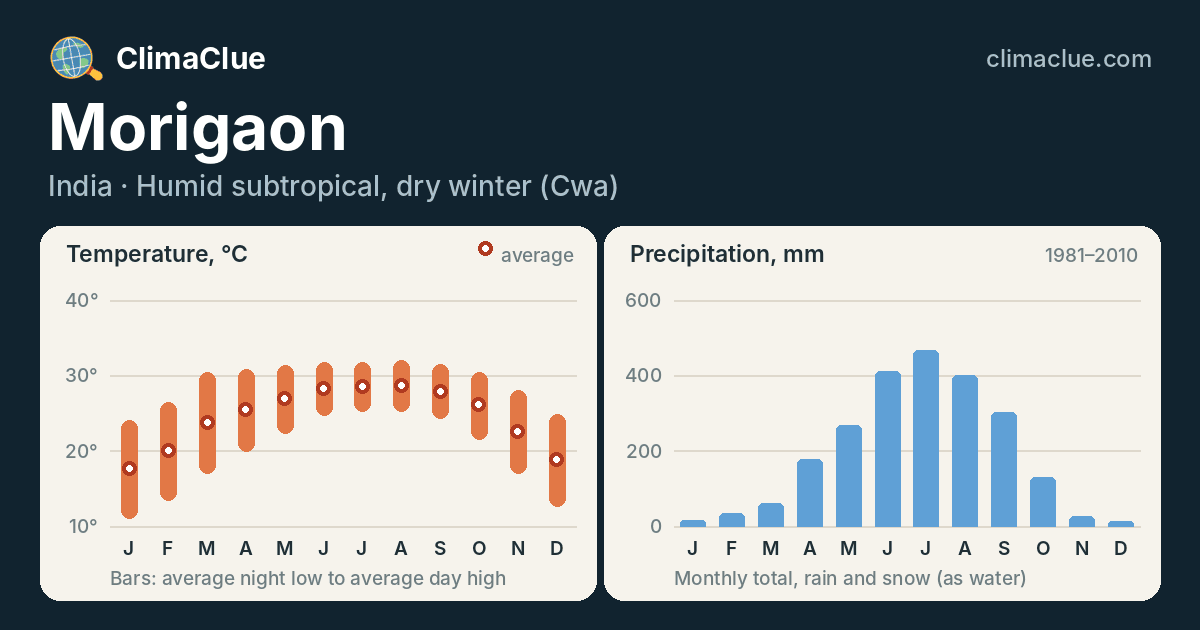 ClimaClue
climaclue.com
Morigaon
India · Humid subtropical, dry winter (Cwa)
Temperature, °C
average
40°
30°
20°
10°
J F M A M J J A S O N D
Bars: average night low to average day high
Precipitation, mm
1981–2010
600
400
200
0
J F M A M J J A S O N D
Monthly total, rain and snow (as water)